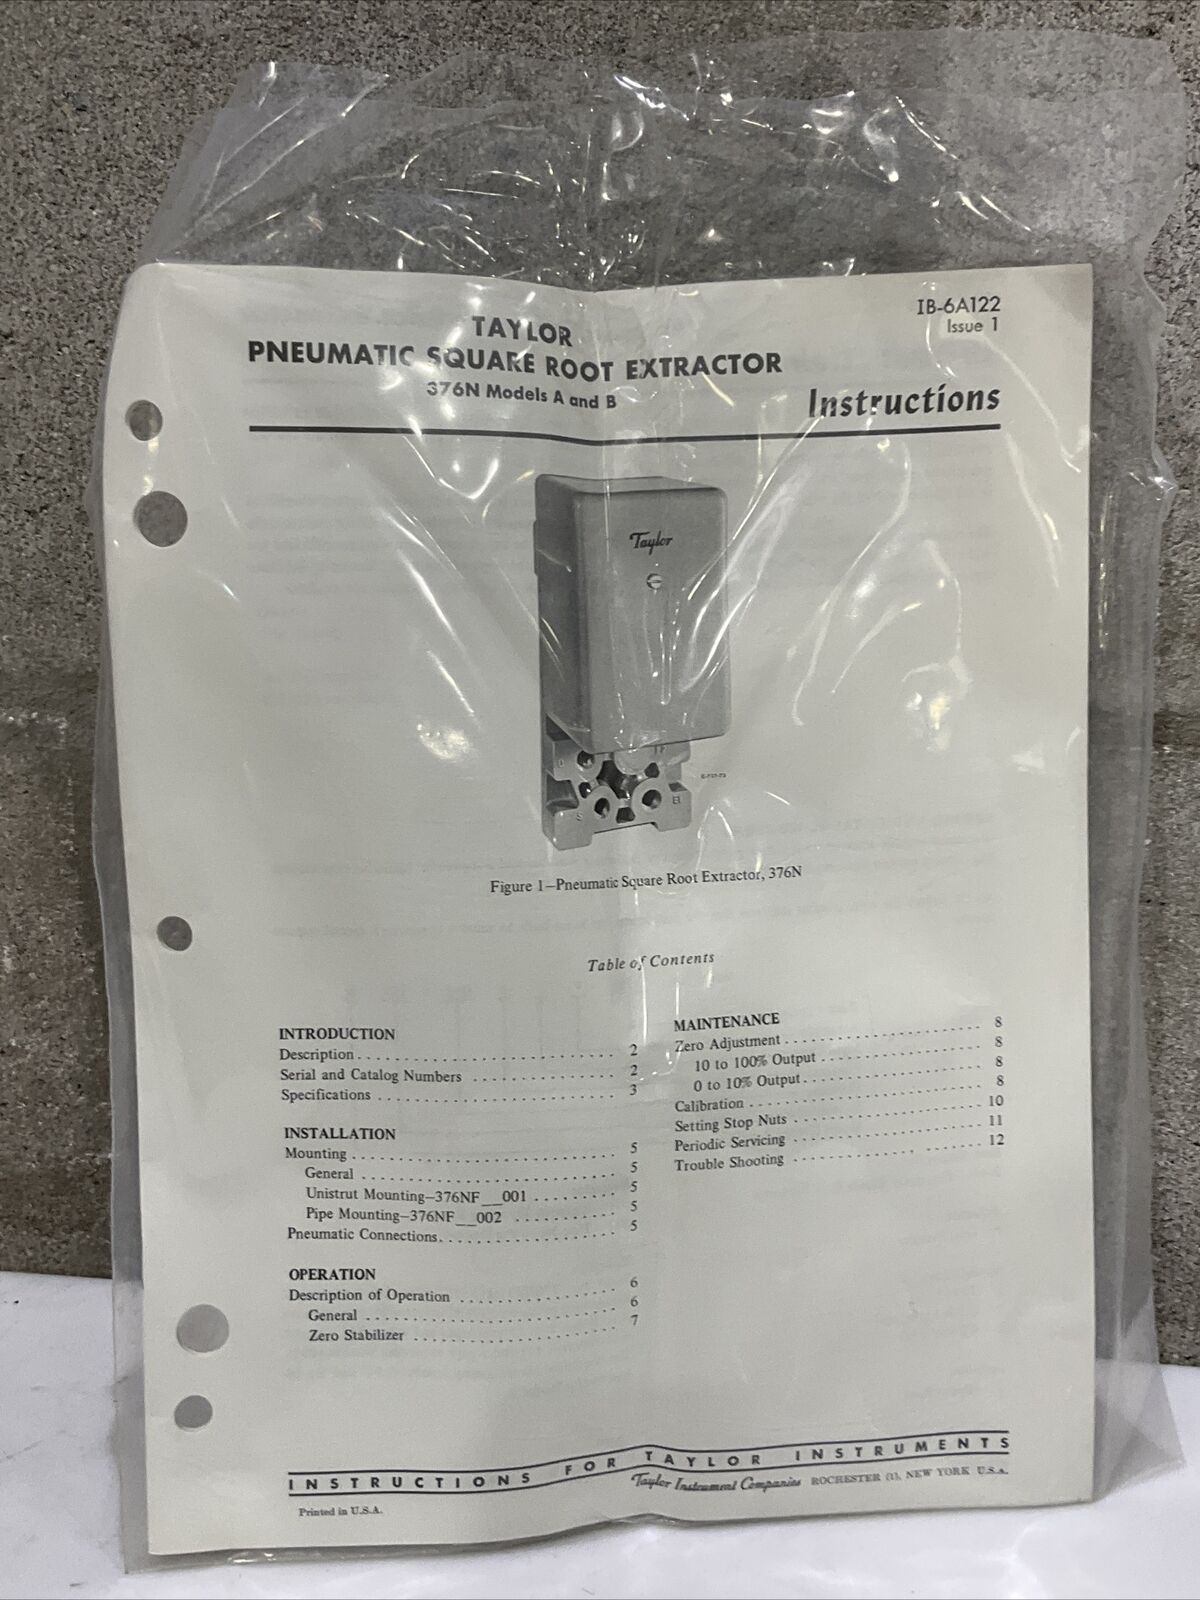 IB-6A122
Issue 1
TAYLOR
PNEUMATIC SQUARE ROOT EXTRACTOR
376N Models A and B
Instructions
Taylor
S
Figure 1—Pneumatic Square Root Extractor, 376N
Table of Contents
INTRODUCTION
Description . . . . . . . . . . . . . . . . . . . . . . . . . . . 2
Serial and Catalog Numbers . . . . . . . . . . . . . . . 2
Specifications . . . . . . . . . . . . . . . . . . . . . . . . . 3
INSTALLATION
Mounting . . . . . . . . . . . . . . . . . . . . . . . . . . . . 5
General . . . . . . . . . . . . . . . . . . . . . . . . . . . 5
Unistrut Mounting—376NF__001 . . . . . . . . . 5
Pipe Mounting—376NF__002 . . . . . . . . . . . 5
Pneumatic Connections. . . . . . . . . . . . . . . . . . . 5
OPERATION
Description of Operation . . . . . . . . . . . . . . . . . 6
General . . . . . . . . . . . . . . . . . . . . . . . . . . . 6
Zero Stabilizer . . . . . . . . . . . . . . . . . . . . . . 7
MAINTENANCE
Zero Adjustment . . . . . . . . . . . . . . . . . . . . . 8
10 to 100% Output . . . . . . . . . . . . . . . . . . 8
0 to 10% Output . . . . . . . . . . . . . . . . . . . . 8
Calibration . . . . . . . . . . . . . . . . . . . . . . . . . 8
Setting Stop Nuts . . . . . . . . . . . . . . . . . . . . 10
Periodic Servicing . . . . . . . . . . . . . . . . . . . . 11
Trouble Shooting . . . . . . . . . . . . . . . . . . . . 12
INSTRUCTIONS FOR TAYLOR INSTRUMENTS
Taylor Instrument Companies ROCHESTER (1), NEW YORK U.S.A.
Printed in U.S.A.